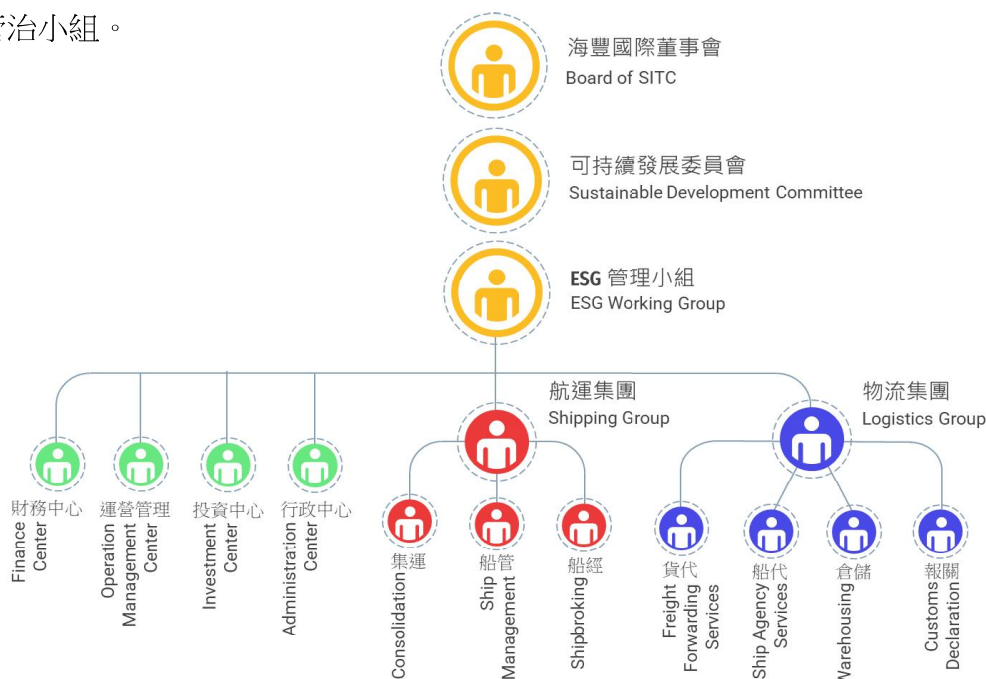 管治小組。
海豐國際董事會
Board of SITC
可持續發展委員會
Sustainable Development Committee
ESG 管理小組
ESG Working Group
航運集團
Shipping Group
物流集團
Logistics Group
財務中心
Finance
Center
運營管理
Operation
Management
Center
投資中心
Investment
Center
行政中心
Administration
Center
集運
Consolidation
船管
Ship
Management
船經
Shipbroking
貨代
Freight
Forwarding
Services
船代
Ship Agency
Services
倉儲
Warehousing
報關
Customs
Declaration